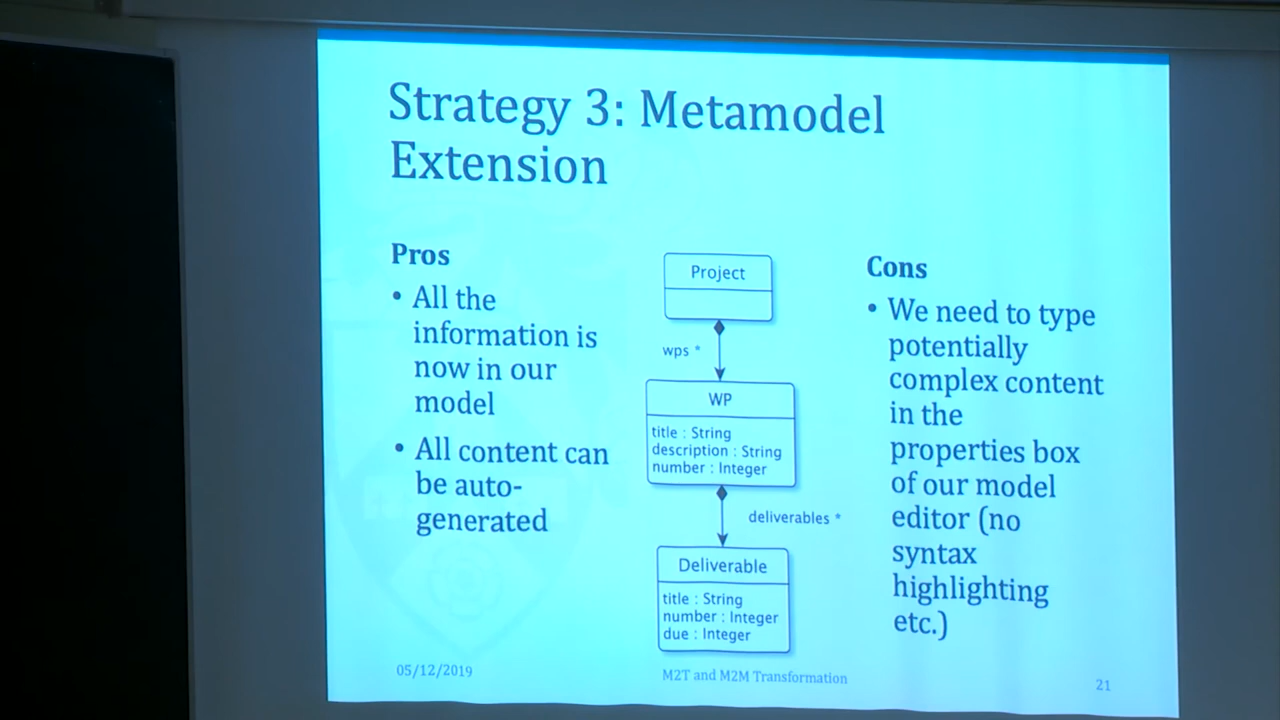 Strategy 3: Metamodel
Extension
Pros
• All the
information is
now in our
model
• All content can
be auto-
generated
Project
wps *
WP
title : String
description : String
number : Integer
deliverables *
Deliverable
title : String
number : Integer
due : Integer
Cons
• We need to type
potentially
complex content
in the
properties box
of our model
editor (no
syntax
highlighting
etc.)
05/12/2019
M2T and M2M Transformation
21